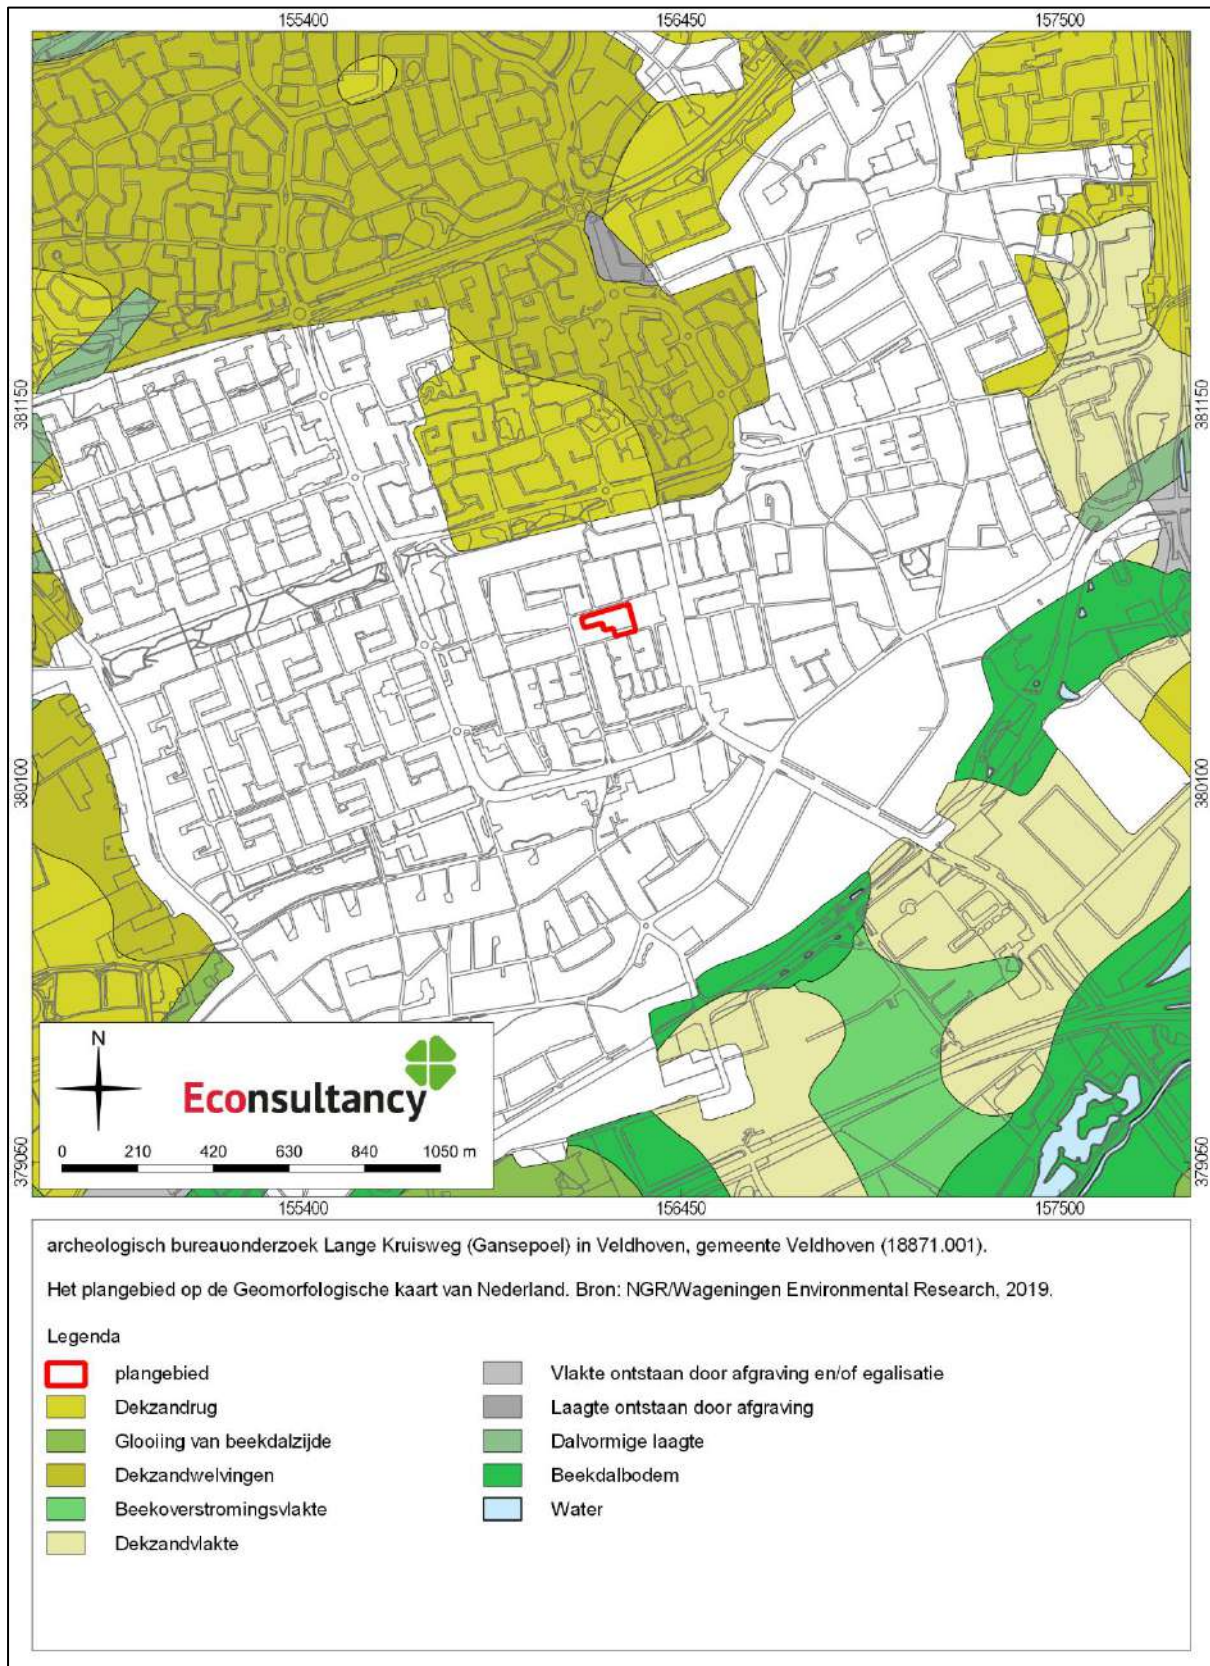 155400 156450 157500
381150 381150
380100 380100
379050 379050
N
Econsultancy
0 210 420 630 840 1050 m
155400 156450 157500
archeologisch bureauonderzoek Lange Kruisweg (Gansepoel) in Veldhoven, gemeente Veldhoven (18871.001).
Het plangebied op de Geomorfologische kaart van Nederland. Bron: NGR/Wageningen Environmental Research, 2019.
Legenda
plangebied
Dekzandrug
Glooiing van beekdalzijde
Dekzandwelvingen
Beekoverstromingsvlakte
Dekzandvlakte
Vlakte ontstaan door afgraving en/of egalisatie
Laagte ontstaan door afgraving
Dalvormige laagte
Beekdalbodem
Water